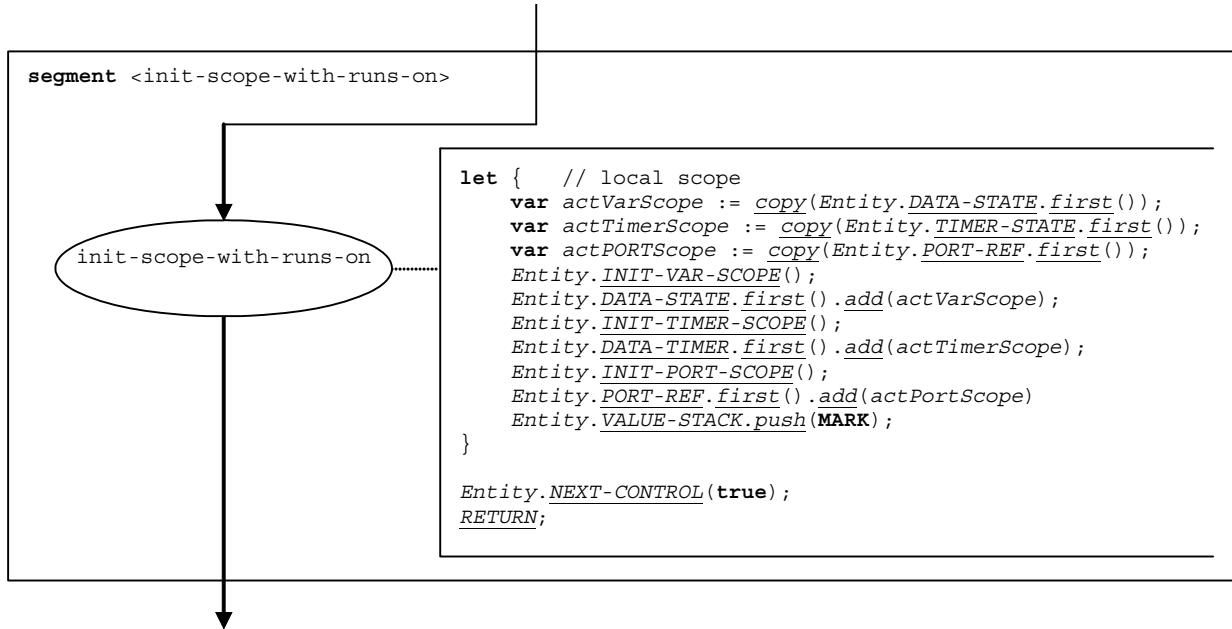 segment <init-scope-with-runs-on>
init-scope-with-runs-on
let { // local scope
var actVarScope := copy(Entity.DATA-STATE.first());
var actTimerScope := copy(Entity.TIMER-STATE.first());
var actPORTScope := copy(Entity.PORT-REF.first());
Entity.INIT-VAR-SCOPE();
Entity.DATA-STATE.first().add(actVarScope);
Entity.INIT-TIMER-SCOPE();
Entity.DATA-TIMER.first().add(actTimerScope);
Entity.INIT-PORT-SCOPE();
Entity.PORT-REF.first().add(actPortScope)
Entity.VALUE-STACK.push(MARK);
}
Entity.NEXT-CONTROL(true);
RETURN;